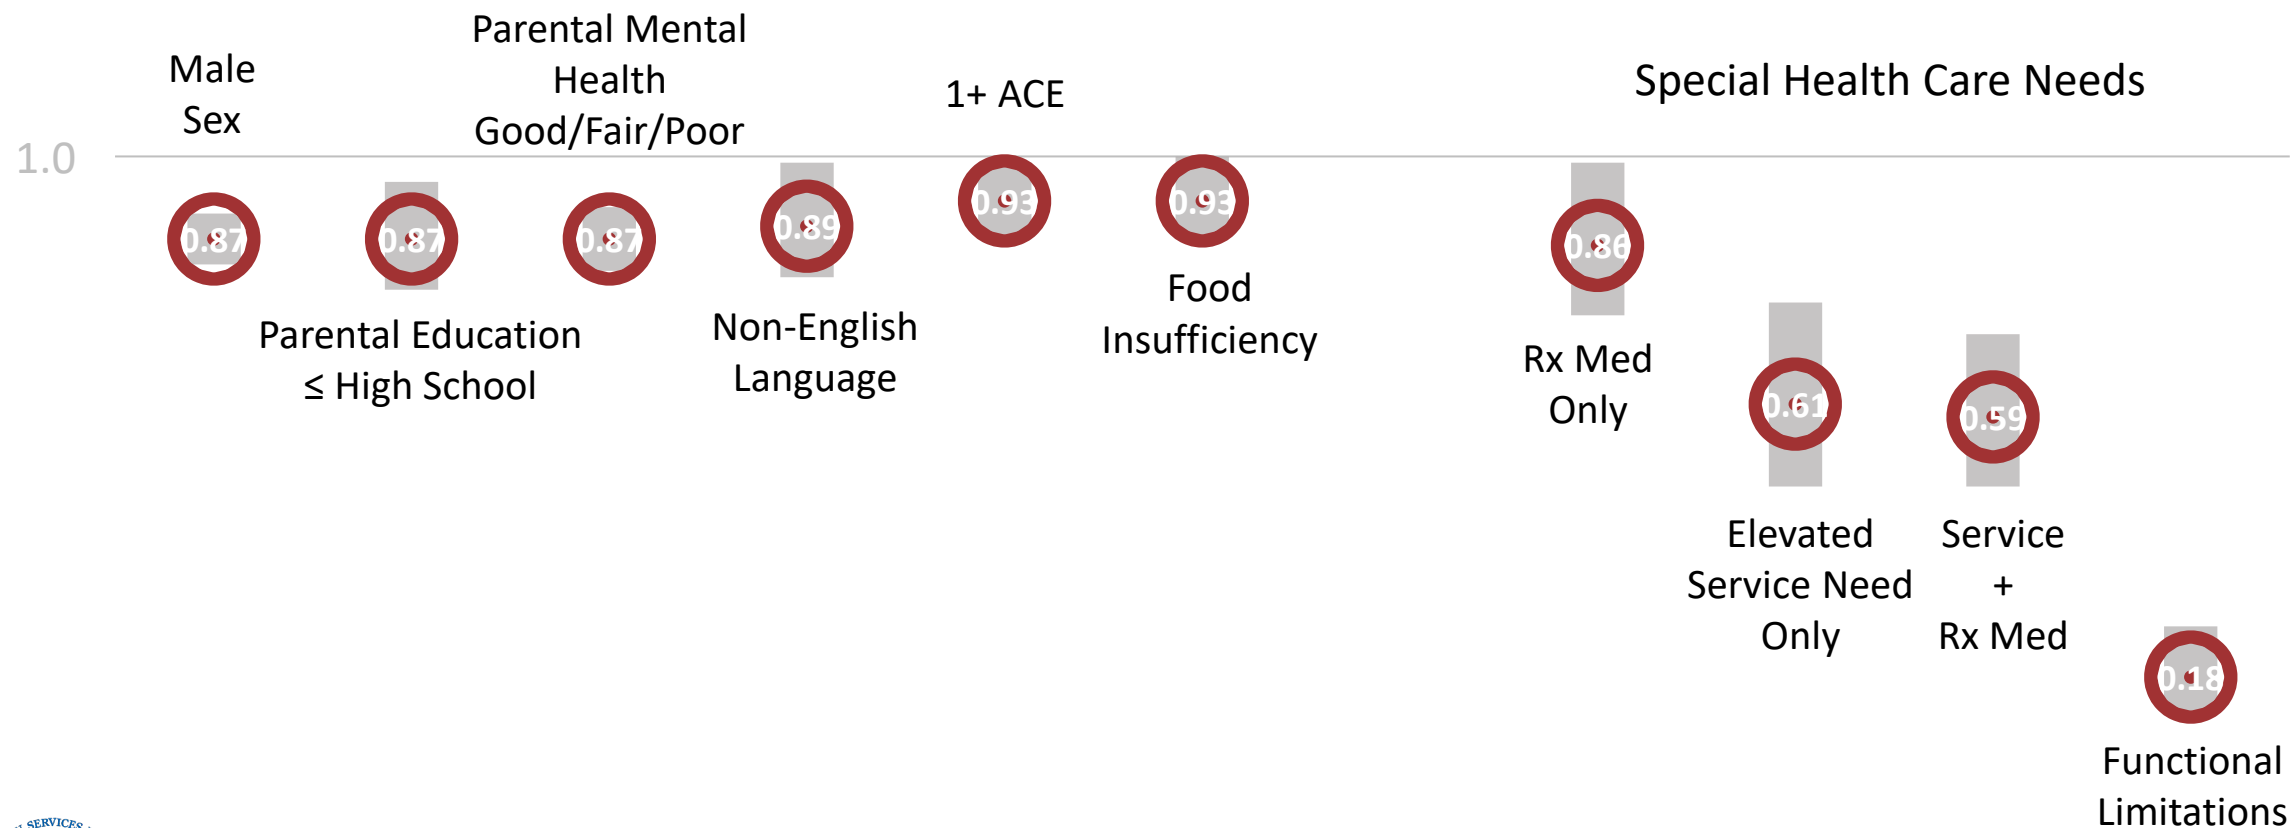 Male
Sex
Parental Mental
Health
Good/Fair/Poor
1+ ACE
Special Health Care Needs
1.0
0.87
0.87
0.87
0.89
0.93
0.93
0.86
0.61
0.59
0.18
Parental Education
≤ High School
Non-English
Language
Food
Insufficiency
Rx Med
Only
Elevated
Service Need
Only
Service
+
Rx Med
Functional
Limitations
SERVICES